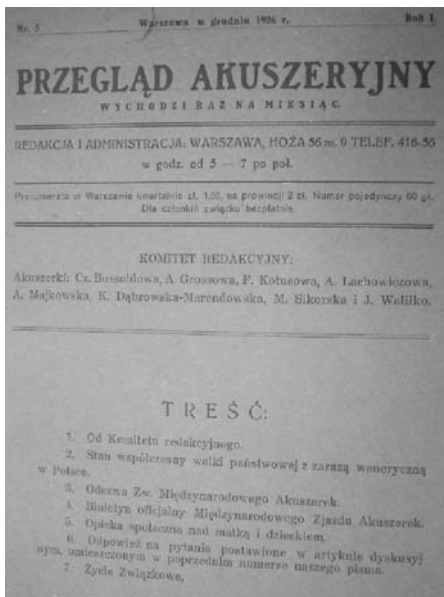 Nr. 5 Warszawa w grudniu 1926 r. Rok I.
PRZEGLĄD AKUSZERYJNY
WYCHODZI RAZ NA MIESIĄC.
REDAKCJA I ADMINISTRACJA: WARSZAWA, HOŻA 56 m. 9 TELEF. 416-56
w godz. od 5 — 7 po poł.
Prenumerata w Warszawie kwartalnie zł. 1.50, na prowincji 2 zł. Numer pojedynczy 60 gr.
Dla członkiń związku bezpłatnie.
KOMITET REDAKCYJNY:
Akuszerki: Cz. Bussoldowa, A. Grossowa, F. Kotusowa, A. Lachowiczowa,
A. Majkowska, K. Dąbrowska-Marendowska, M. Sikorska i J. Waliłko.
TREŚĆ:
1. Od Komitetu redakcyjnego.
2. Stan współczesny walki państwowej z zarazą weneryczną
w Polsce.
3. Odezwa Zw. Międzynarodowego Akuszerek.
4. Biuletyn oficjalny Międzynarodowego Zjazdu Akuszerek.
5. Opieka społeczna nad matką i dzieckiem.
6. Odpowiedź na pytania postawione w artykule dyskusyj
nym, umieszczonym w poprzednim numerze naszego pisma.
7. Życie Związkowe,